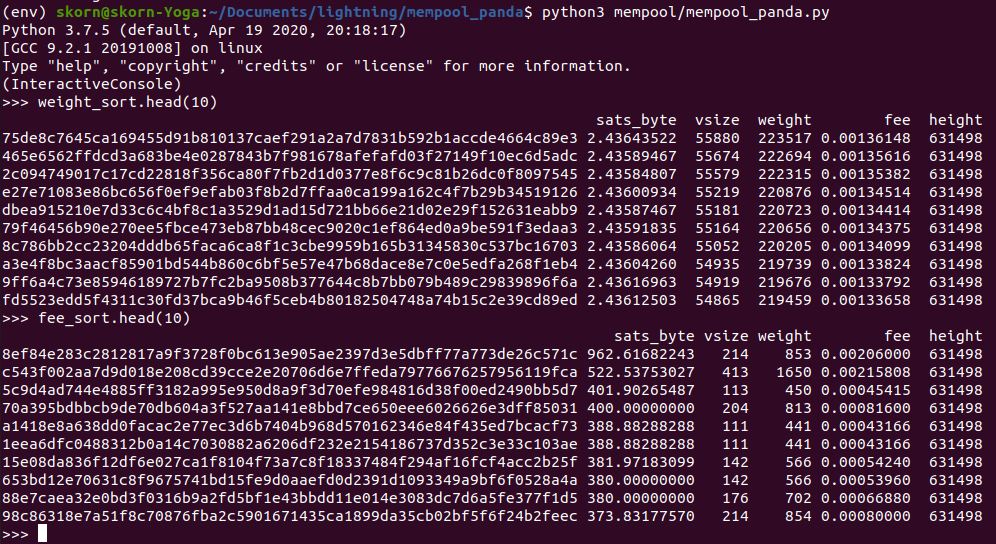 (env) skorn@skorn-Yoga:~/Documents/lightning/mempool_panda$ python3 mempool/mempool_panda.py
Python 3.7.5 (default, Apr 19 2020, 20:18:17)
[GCC 9.2.1 20191008] on linux
Type "help", "copyright", "credits" or "license" for more information.
(InteractiveConsole)
>>> weight_sort.head(10)
sats_byte vsize weight fee height
75de8c7645ca169455d91b810137caef291a2a7d7831b592b1accde4664c89e3 2.43643522 55880 223517 0.00136148 631498
465e6562ffdcd3a683be4e0287843b7f981678afefafd03f27149f10ec6d5adc 2.43589467 55674 222694 0.00135616 631498
2c094749017c17cd22818f356ca80f7fb2d1d0377e8f6c9c81b26dc0f8097545 2.43584807 55579 222315 0.00135382 631498
e27e71083e86bc656f0ef9efab03f8b2d7ffaa0ca199a162c4f7b29b34519126 2.43600934 55219 220876 0.00134514 631498
dbea915210e7d33c6c4bf8c1a3529d1ad15d721bb66e21d02e29f152631eabb9 2.43587467 55181 220723 0.00134414 631498
79f46456b90e270ee5fbce473eb87bb48cec9020c1ef864ed0a9be591f3edaa3 2.43591835 55164 220656 0.00134375 631498
8c786bb2cc23204dddb65faca6ca8f1c3cbe9959b165b31345830c537bc16703 2.43586064 55052 220205 0.00134099 631498
a3e4f8bc3aacf85901bd544b860c6bf5e57e47b68dace8e7c0e5edfa268f1eb4 2.43604260 54935 219739 0.00133824 631498
9ff6a4c73e85946189727b7fc2ba9508b377644c8b7bb079b489c29839896f6a 2.43616963 54919 219676 0.00133792 631498
fd5523edd5f4311c30fd37bca9b46f5ceb4b80182504748a74b15c2e39cd89ed 2.43612503 54865 219459 0.00133658 631498
>>> fee_sort.head(10)
sats_byte vsize weight fee height
8ef84e283c2812817a9f3728f0bc613e905ae2397d3e5dbff77a773de26c571c 962.61682243 214 853 0.00206000 631498
c543f002aa7d9d018e208cd39cce2e20706d6e7ffeda79776676257956119fca 522.53753027 413 1650 0.00215808 631498
5c9d4ad744e4885ff3182a995e950d8a9f3d70efe984816d38f00ed2490bb5d7 401.90265487 113 450 0.00045415 631498
70a395bdbbcb9de70db604a3f527aa141e8bbd7ce650eee6026626e3dff85031 400.00000000 204 813 0.00081600 631498
a1418e8a638dd0facac2e77ec3d6b7404b968d570162346e84f435ed7bcacf73 388.88288288 111 441 0.00043166 631498
1eea6dfc0488312b0a14c7030882a6206df232e2154186737d352c3e33c103ae 388.88288288 111 441 0.00043166 631498
15e08da836f12df6e027ca1f8104f73a7c8f18337484f294af16fcf4acc2b25f 381.97183099 142 566 0.00054240 631498
653bd12e70631c8f9675741bd15fe9d0aaefd0d2391d1093349a9bf6f0528a4a 380.00000000 142 566 0.00053960 631498
88e7caea32e0bd3f0316b9a2fd5bf1e43bbdd11e014e3083dc7d6a5fe377f1d5 380.00000000 176 702 0.00066880 631498
98c86318e7a51f8c70876fba2c5901671435ca1899da35cb02bf5f6f24b2feec 373.83177570 214 854 0.00080000 631498
>>>